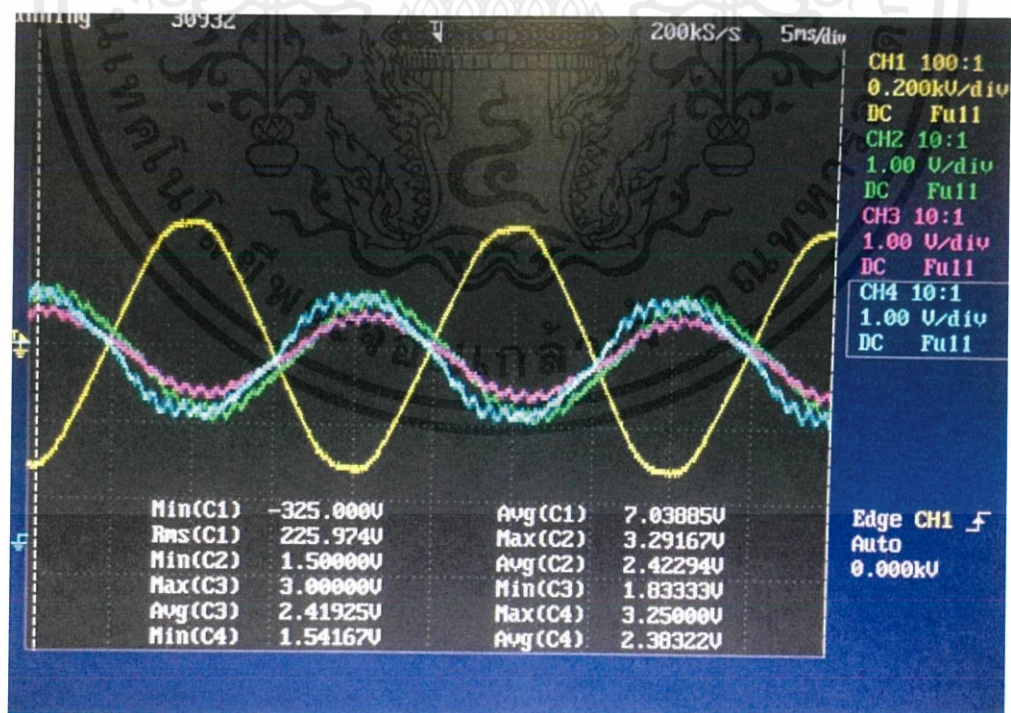 30932 200kS/s 5ms/div
CH1 100:1
0.200kV/div
DC Full
CH2 10:1
1.00 V/div
DC Full
CH3 10:1
1.00 V/div
DC Full
CH4 10:1
1.00 V/div
DC Full
Min(C1) -325.000V Avg(C1) 7.03885V
Rms(C1) 225.974V Max(C2) 3.29167V
Min(C2) 1.50000V Avg(C2) 2.42294V
Max(C3) 3.00000V Min(C3) 1.83333V
Avg(C3) 2.41925V Max(C4) 3.25000V
Min(C4) 1.54167V Avg(C4) 2.38322V
Edge CH1
Auto
0.000kV